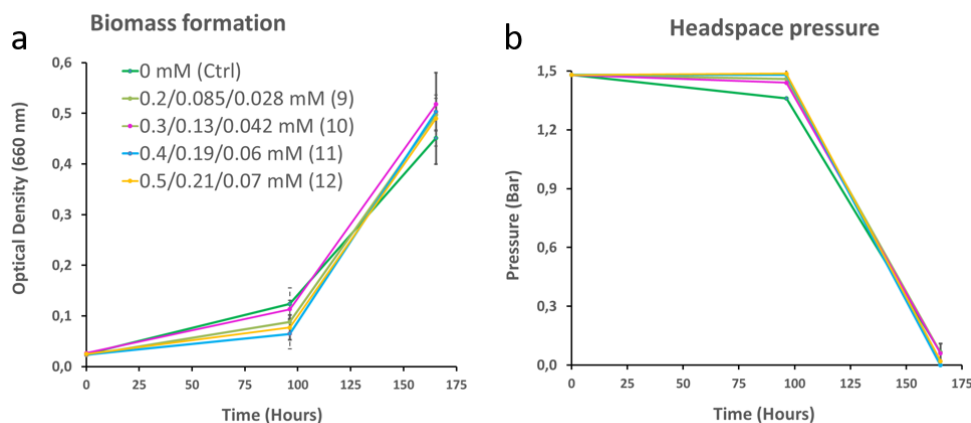 a
Biomass formation
Optical Density (660 nm)
0,6
0,5
0,4
0,3
0,2
0,1
0,0
0 mM (Ctrl)
0.2/0.085/0.028 mM (9)
0.3/0.13/0.042 mM (10)
0.4/0.19/0.06 mM (11)
0.5/0.21/0.07 mM (12)
0 25 50 75 100 125 150 175
Time (Hours)
b
Headspace pressure
Pressure (Bar)
1,5
1,2
0,9
0,6
0,3
0,0
0 25 50 75 100 125 150 175
Time (Hours)